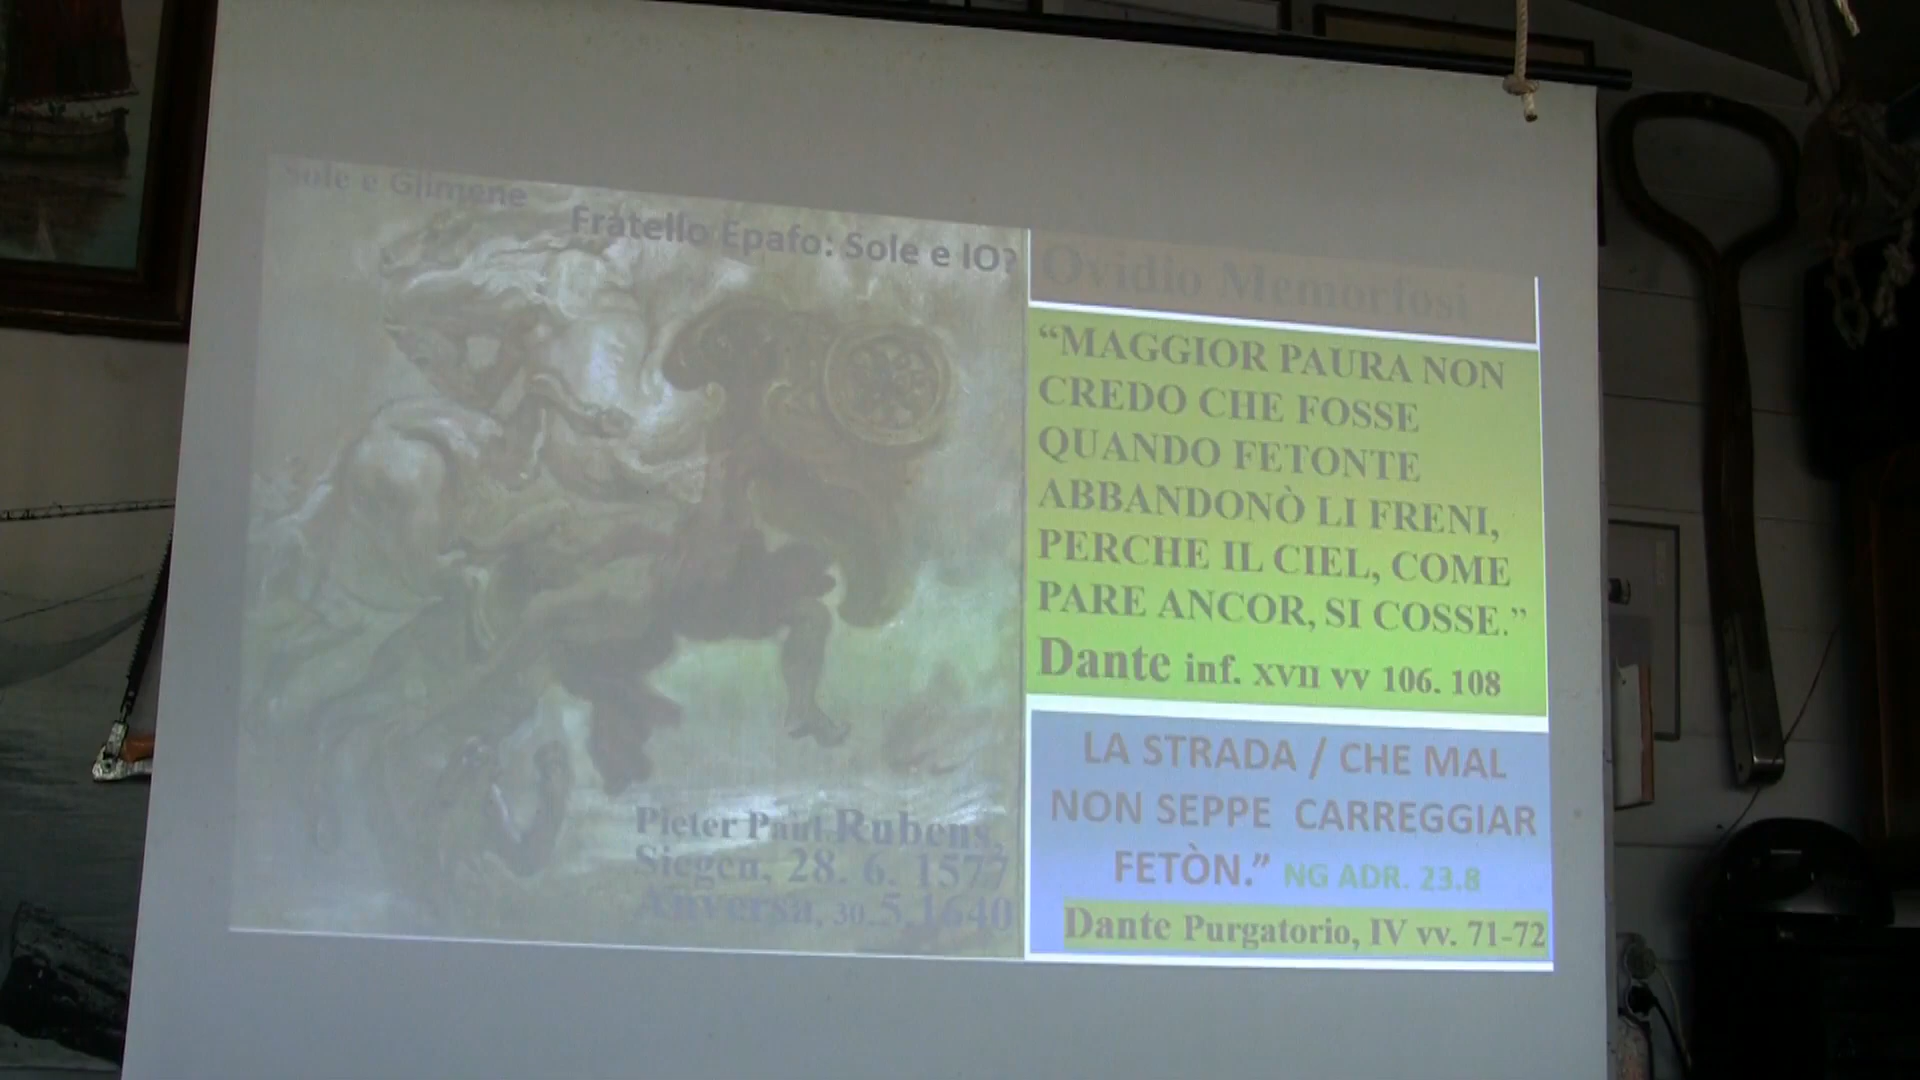 Sole e Glimene
Fratello Epafo: Sole e IO?
Pieter Paul Rubens,
Siegen, 28. 6. 1577
Anversa, 30.5.1640
Ovidio Memorfosi
“MAGGIOR PAURA NON
CREDO CHE FOSSE
QUANDO FETONTE
ABBANDONÒ LI FRENI,
PERCHE IL CIEL, COME
PARE ANCOR, SI COSSE.”
Dante inf. XVII vv 106. 108
LA STRADA / CHE MAL
NON SEPPE CARREGGIAR
FETÒN.” NG ADR. 23.8
Dante Purgatorio, IV vv. 71-72